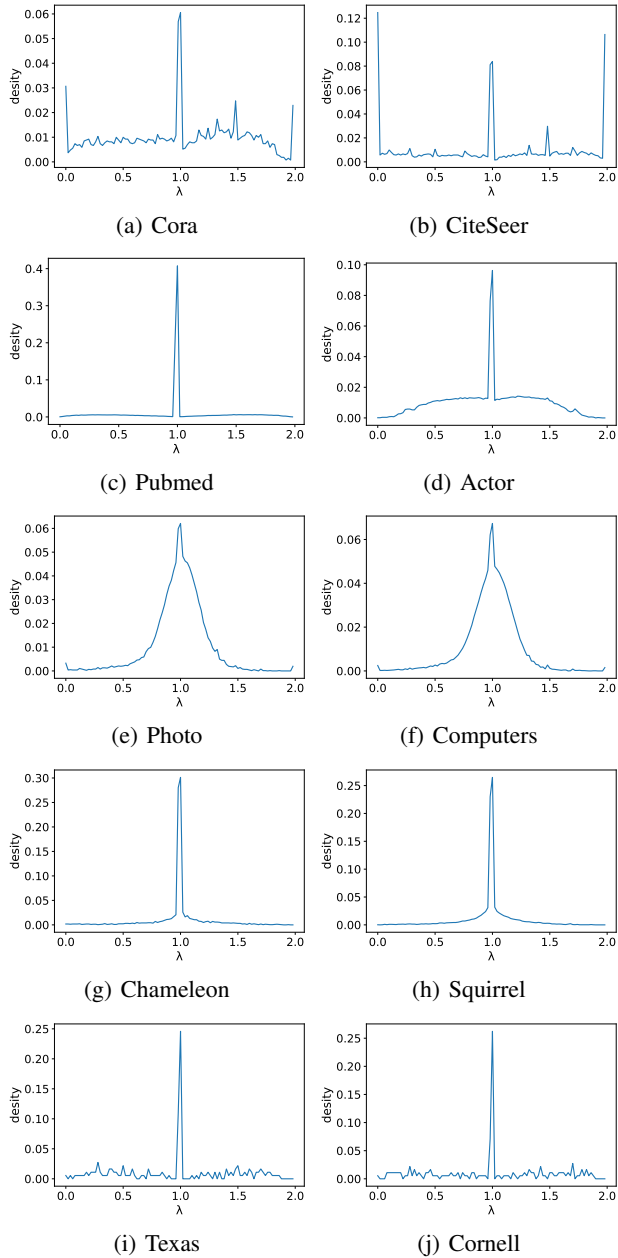 0.06
0.05
0.04
0.03
0.02
0.01
0.00
desity
0.0 0.5 1.0 1.5 2.0
λ
(a) Cora
0.12
0.10
0.08
0.06
0.04
0.02
0.00
desity
0.0 0.5 1.0 1.5 2.0
λ
(b) CiteSeer
0.4
0.3
0.2
0.1
0.0
desity
0.0 0.5 1.0 1.5 2.0
λ
(c) Pubmed
0.10
0.08
0.06
0.04
0.02
0.00
desity
0.0 0.5 1.0 1.5 2.0
λ
(d) Actor
0.06
0.05
0.04
0.03
0.02
0.01
0.00
desity
0.0 0.5 1.0 1.5 2.0
λ
(e) Photo
0.06
0.04
0.02
0.00
desity
0.0 0.5 1.0 1.5 2.0
λ
(f) Computers
0.30
0.25
0.20
0.15
0.10
0.05
0.00
desity
0.0 0.5 1.0 1.5 2.0
λ
(g) Chameleon
0.25
0.20
0.15
0.10
0.05
0.00
desity
0.0 0.5 1.0 1.5 2.0
λ
(h) Squirrel
0.25
0.20
0.15
0.10
0.05
0.00
desity
0.0 0.5 1.0 1.5 2.0
λ
(i) Texas
0.25
0.20
0.15
0.10
0.05
0.00
desity
0.0 0.5 1.0 1.5 2.0
λ
(j) Cornell